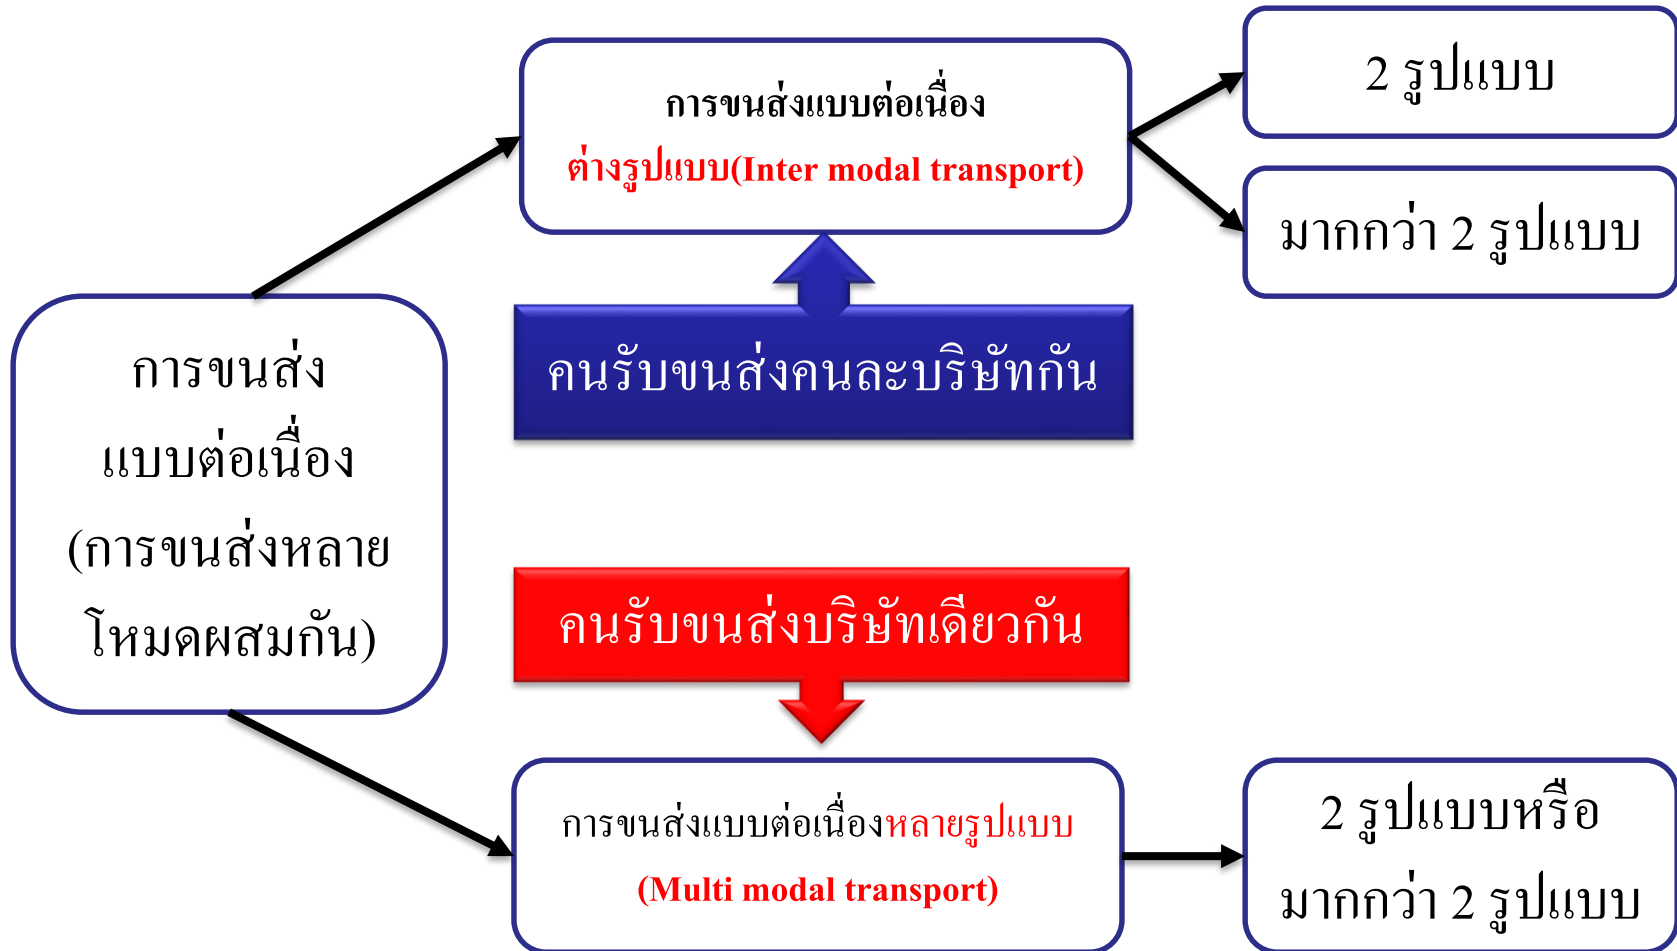 การขนส่งแบบต่อเนื่อง
ต่างรูปแบบ(Inter modal transport)
2 รูปแบบ
มากกว่า 2 รูปแบบ
คนรับขนส่งคนละบริษัทกัน
การขนส่ง
แบบต่อเนื่อง
(การขนส่งหลาย
โหมดผสมกัน)
คนรับขนส่งบริษัทเดียวกัน
การขนส่งแบบต่อเนื่องหลายรูปแบบ
(Multi modal transport)
2 รูปแบบหรือ
มากกว่า 2 รูปแบบ